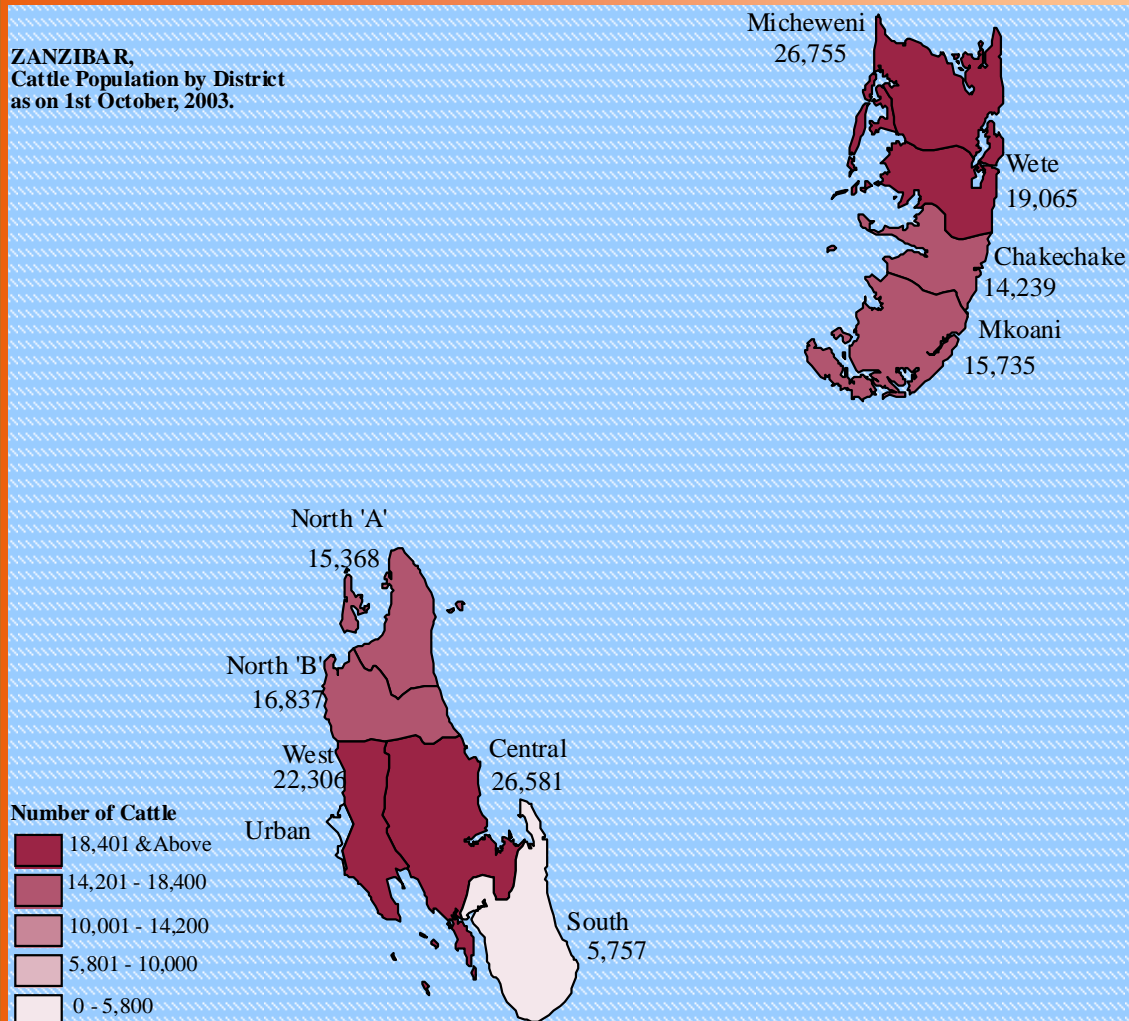 ZANZIBAR,
Cattle Population by District
as on 1st October, 2003.
Micheweni
26,755
Wete
19,065
Chakechake
14,239
Mkoani
15,735
North 'A'
15,368
North 'B'
16,837
West
22,306
Central
26,581
Urban
South
5,757
Number of Cattle
18,401 & Above
14,201 - 18,400
10,001 - 14,200
5,801 - 10,000
0 - 5,800